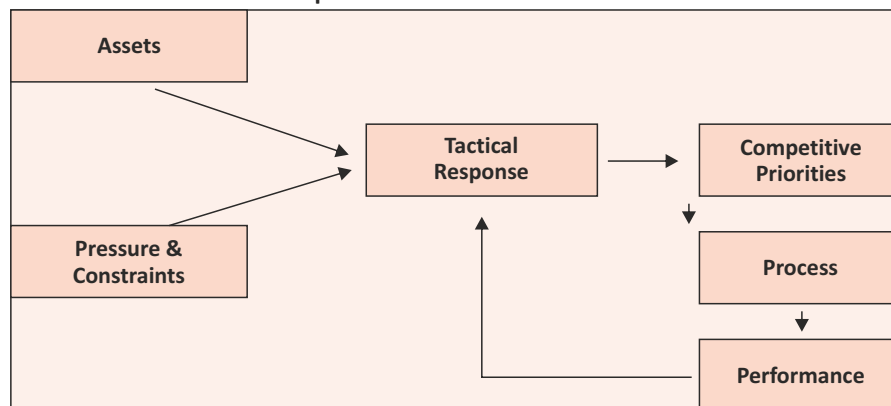 Assets
Tactical
Response
Competitive
Priorities
Pressure &
Constraints
Process
Performance